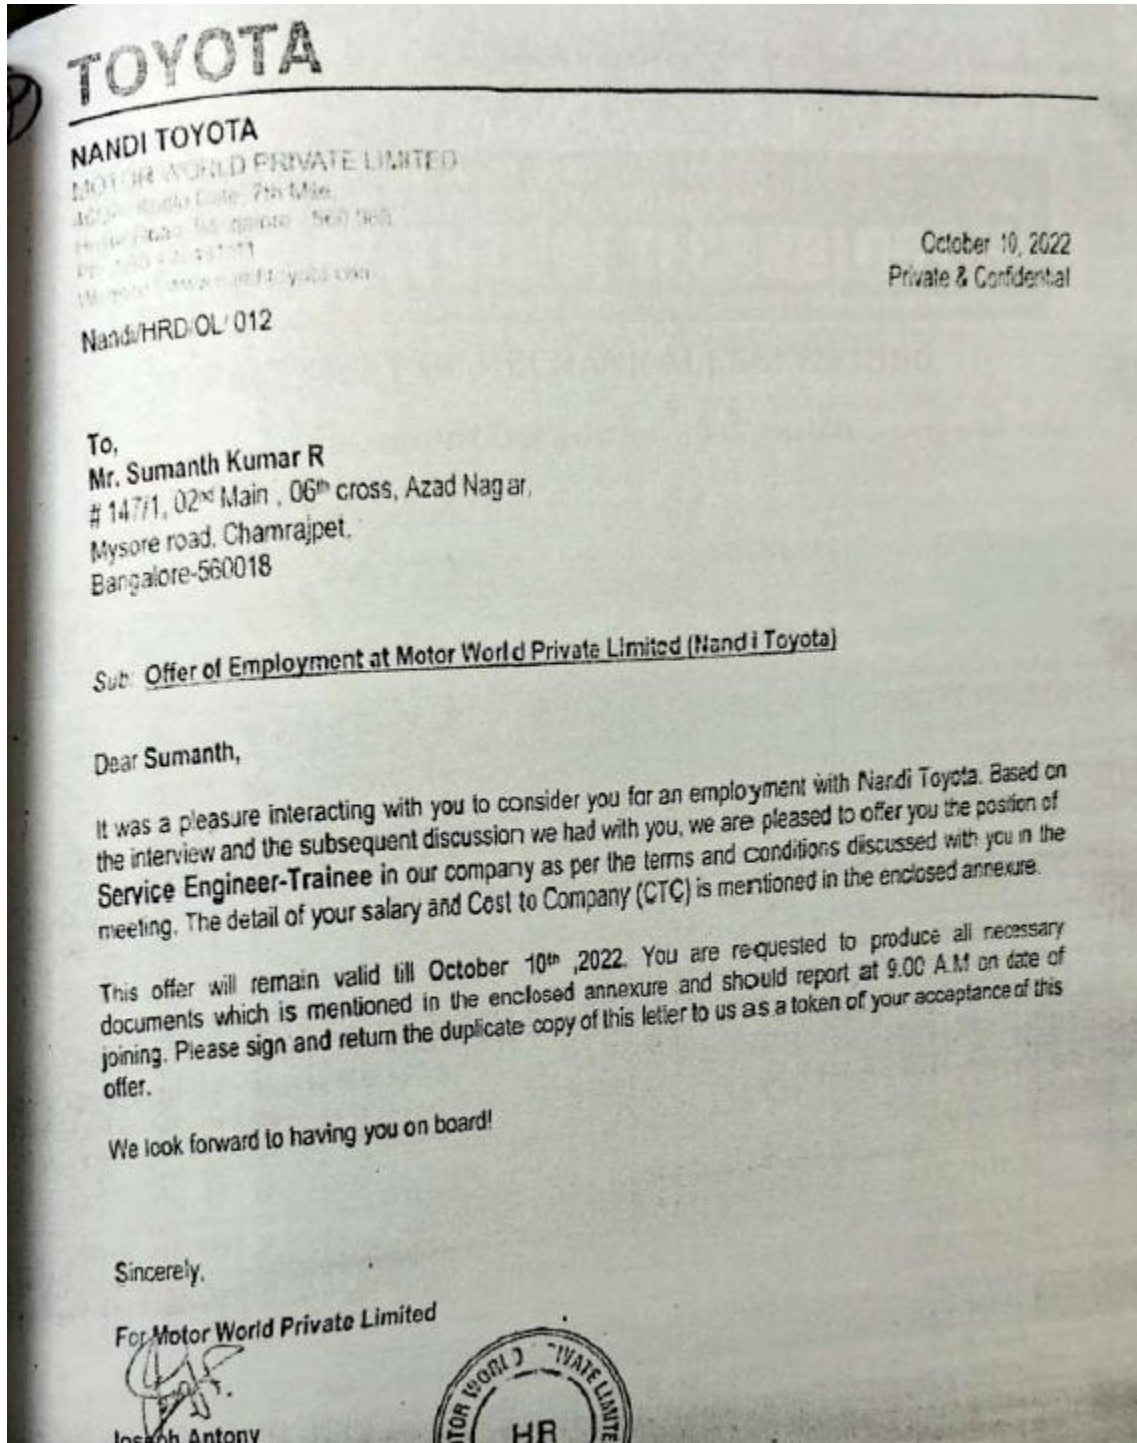 TOYOTA
NANDI TOYOTA
MOTOR WORLD PRIVATE LIMITED
7th Mile,
October 10, 2022
Private & Confidential
Nandi/HRD/OL/ 012
To,
Mr. Sumanth Kumar R
# 147/1, 02nd Main , 06th cross, Azad Nagar,
Mysore road, Chamrajpet,
Bangalore-560018
Sub: Offer of Employment at Motor World Private Limited (Nandi Toyota)
Dear Sumanth,
It was a pleasure interacting with you to consider you for an employment with Nandi Toyota. Based on
the interview and the subsequent discussion we had with you, we are pleased to offer you the position of
Service Engineer-Trainee in our company as per the terms and conditions discussed with you in the
meeting. The detail of your salary and Cost to Company (CTC) is mentioned in the enclosed annexure.
This offer will remain valid till October 10th ,2022. You are requested to produce all necessary
documents which is mentioned in the enclosed annexure and should report at 9.00 A.M on date of
joining. Please sign and return the duplicate copy of this letter to us as a token of your acceptance of this
offer.
We look forward to having you on board!
Sincerely,
For Motor World Private Limited
Joseph Antony
HR